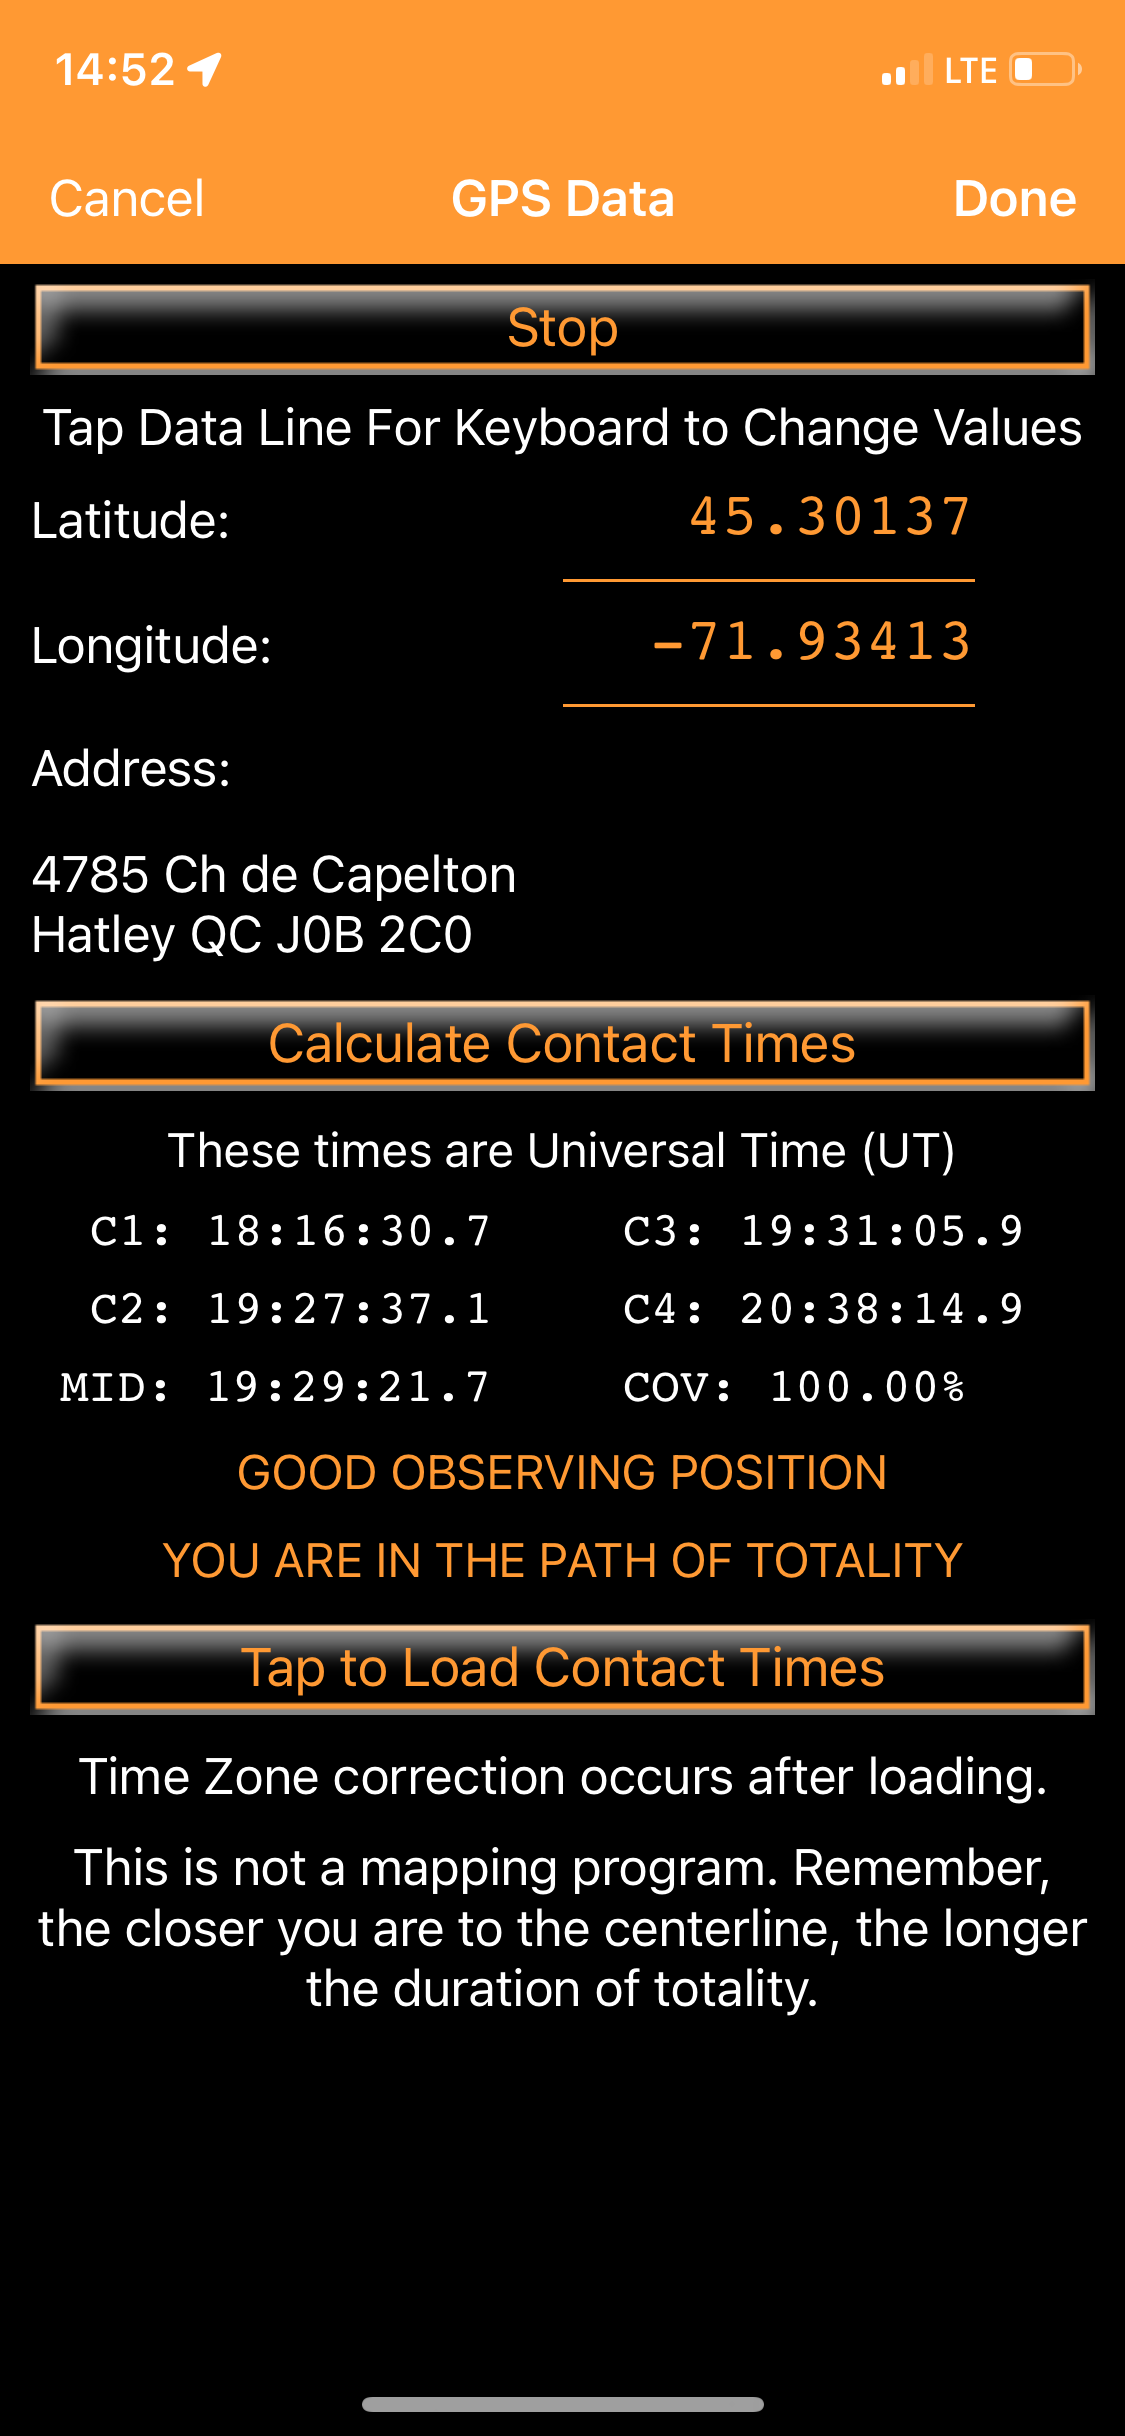 14:52 LTE
Cancel GPS Data Done
Stop
Tap Data Line For Keyboard to Change Values
Latitude: 45.30137
Longitude: -71.93413
Address:
4785 Ch de Capelton
Hatley QC J0B 2C0
Calculate Contact Times
These times are Universal Time (UT)
C1: 18:16:30.7 C3: 19:31:05.9
C2: 19:27:37.1 C4: 20:38:14.9
MID: 19:29:21.7 COV: 100.00%
GOOD OBSERVING POSITION
YOU ARE IN THE PATH OF TOTALITY
Tap to Load Contact Times
Time Zone correction occurs after loading.
This is not a mapping program. Remember,
the closer you are to the centerline, the longer
the duration of totality.